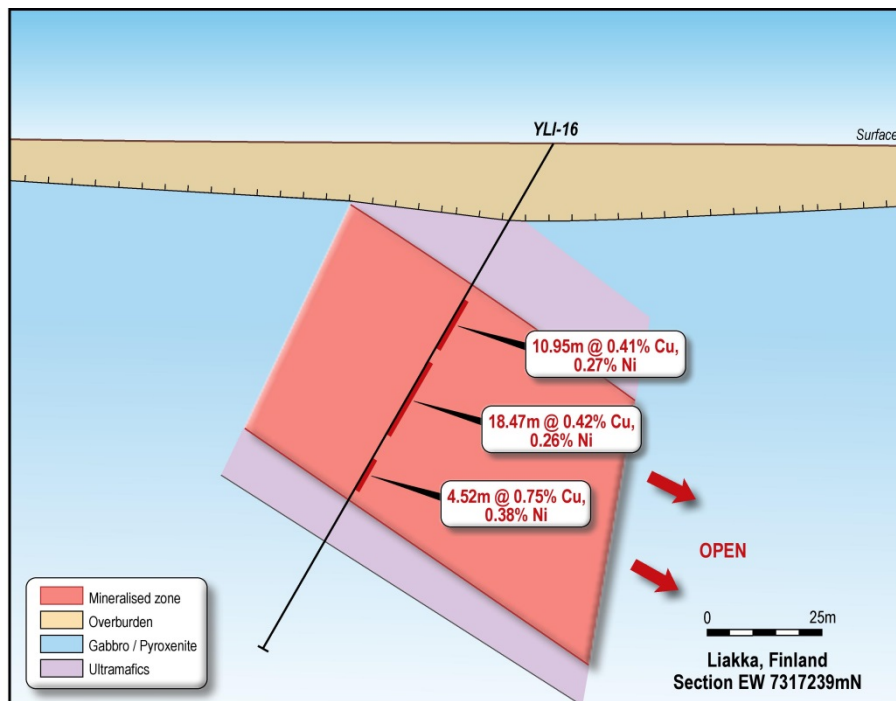 YLI-16
Surface
10.95m @ 0.41% Cu,
0.27% Ni
18.47m @ 0.42% Cu,
0.26% Ni
4.52m @ 0.75% Cu,
0.38% Ni
OPEN
Mineralised zone
Overburden
Gabbro / Pyroxenite
Ultramafics
0 25m
Liakka, Finland
Section EW 7317239mN